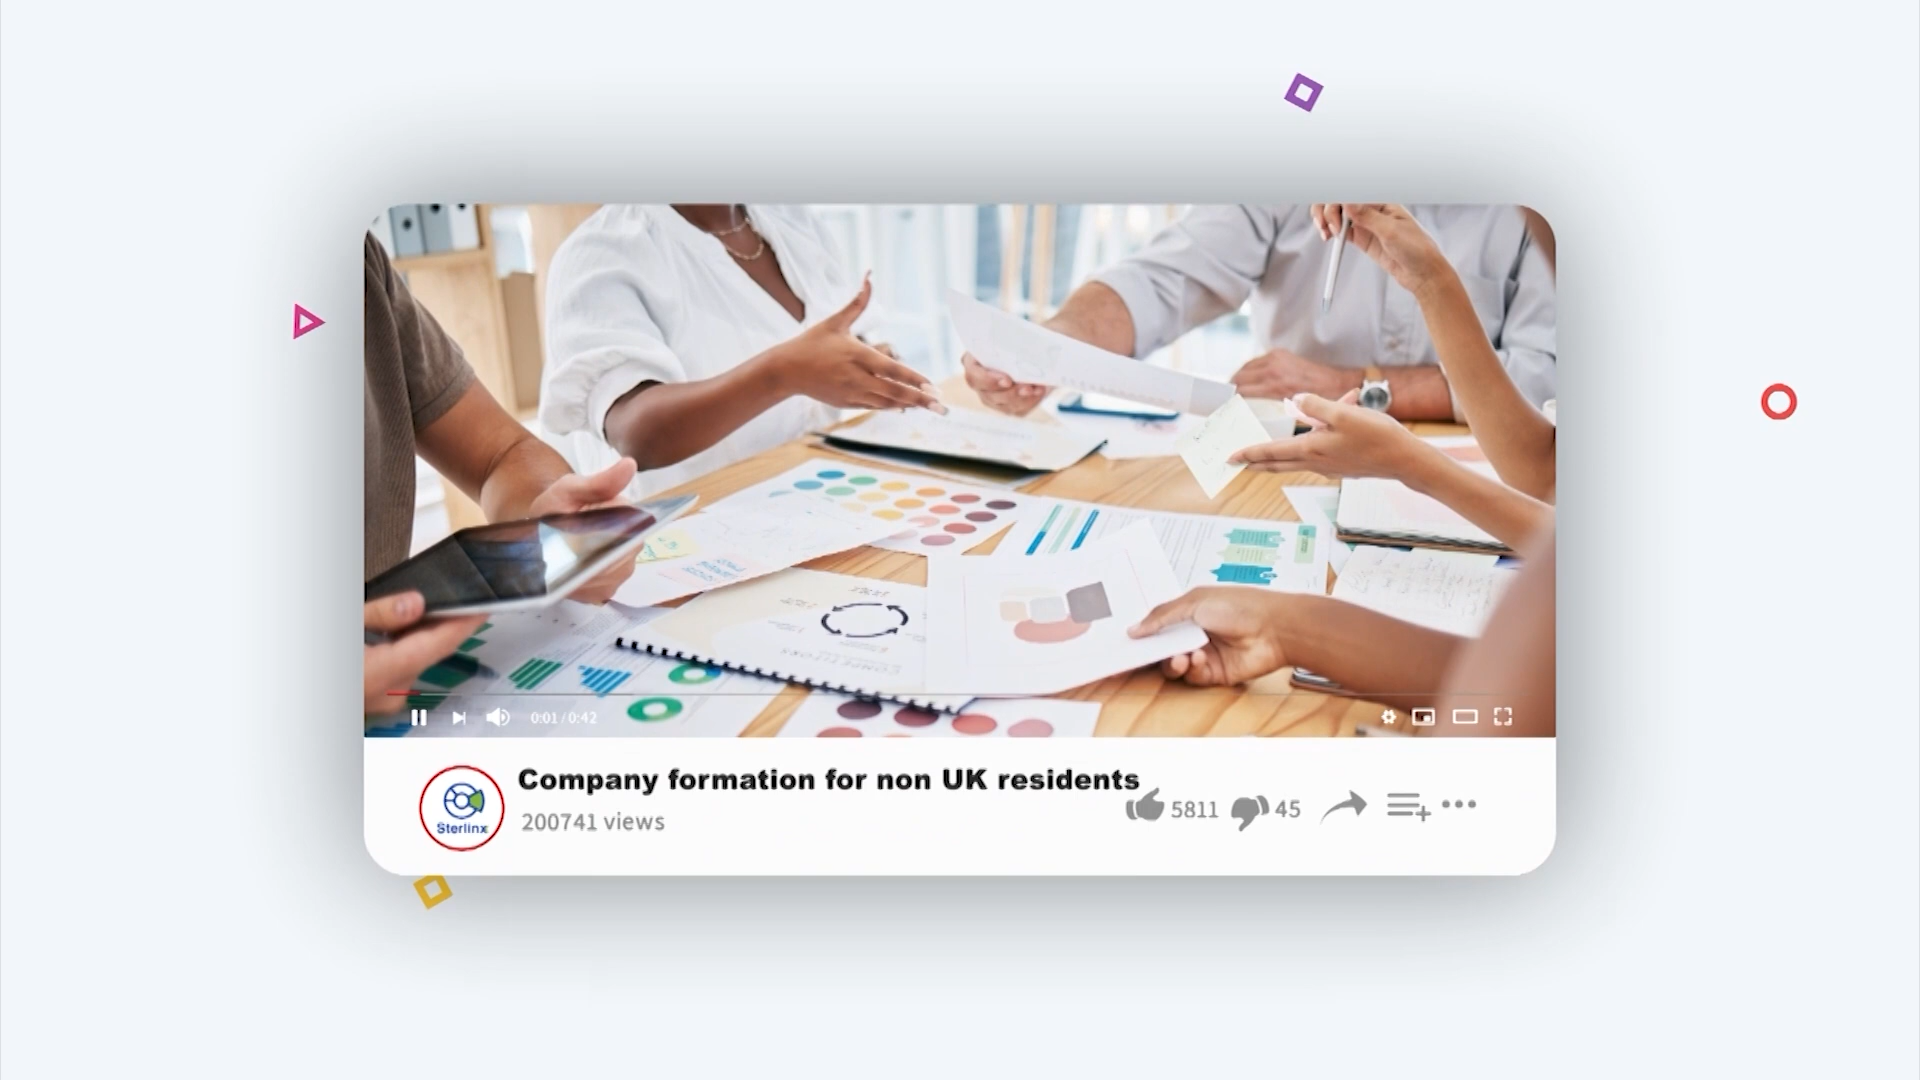 0:01 / 0:42
Company formation for non UK residents
5811
45
200741 views
Sterlinx